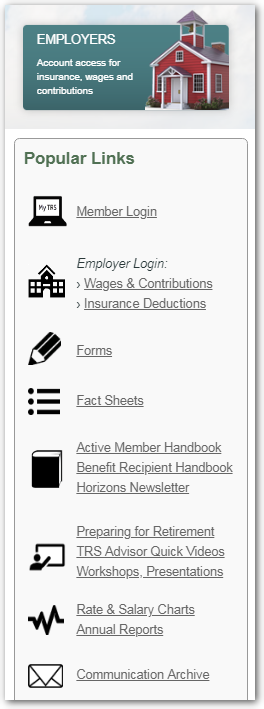 EMPLOYERS
Account access for
insurance, wages and
contributions
Popular Links
My TRS
Member Login
Employer Login:
› Wages & Contributions
› Insurance Deductions
Forms
Fact Sheets
Active Member Handbook
Benefit Recipient Handbook
Horizons Newsletter
Preparing for Retirement
TRS Advisor Quick Videos
Workshops, Presentations
Rate & Salary Charts
Annual Reports
Communication Archive